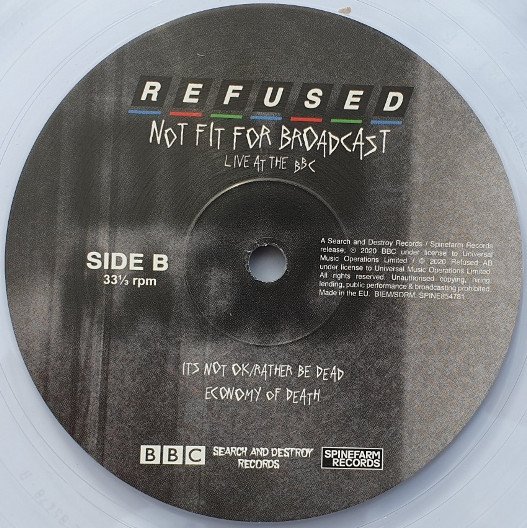 REFUSED
NOT FIT FOR BROADCAST
LIVE AT THE BBC
SIDE B
33⅓ rpm
A Search and Destroy Records / Spinefarm Records
release; ℗ 2020 BBC under license to Universal
Music Operations Limited / © 2020 Refused AB
under license to Universal Music Operations Limited.
All rights reserved. Unauthorised copying, hiring
lending, public performance & broadcasting prohibited.
Made in the EU. BIEM/SDRM. SPINE854781
ITS NOT OK/RATHER BE DEAD
ECONOMY OF DEATH
BBC
SEARCH AND DESTROY
RECORDS
SPINEFARM
RECORDS